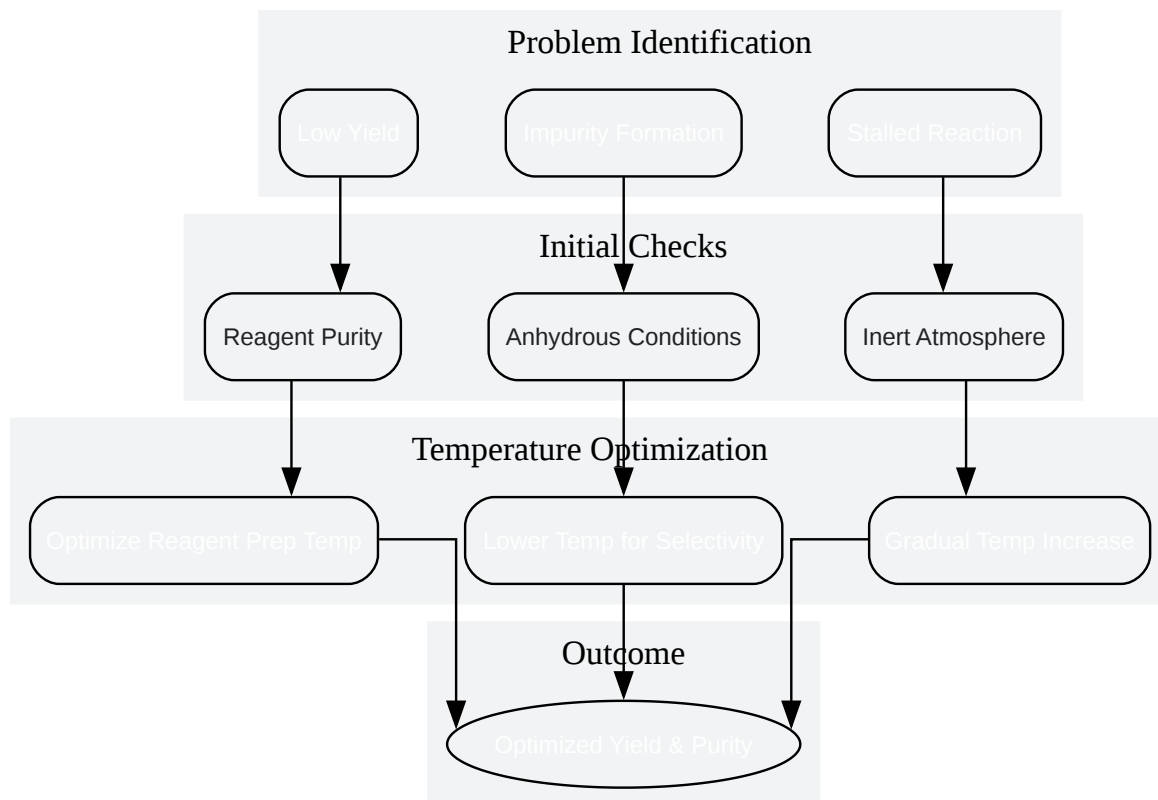 Problem Identification
Low Yield
Impurity Formation
Stalled Reaction
Initial Checks
Reagent Purity
Anhydrous Conditions
Inert Atmosphere
Temperature Optimization
Optimize Reagent Prep Temp
Lower Temp for Selectivity
Gradual Temp Increase
Outcome
Optimized Yield & Purity